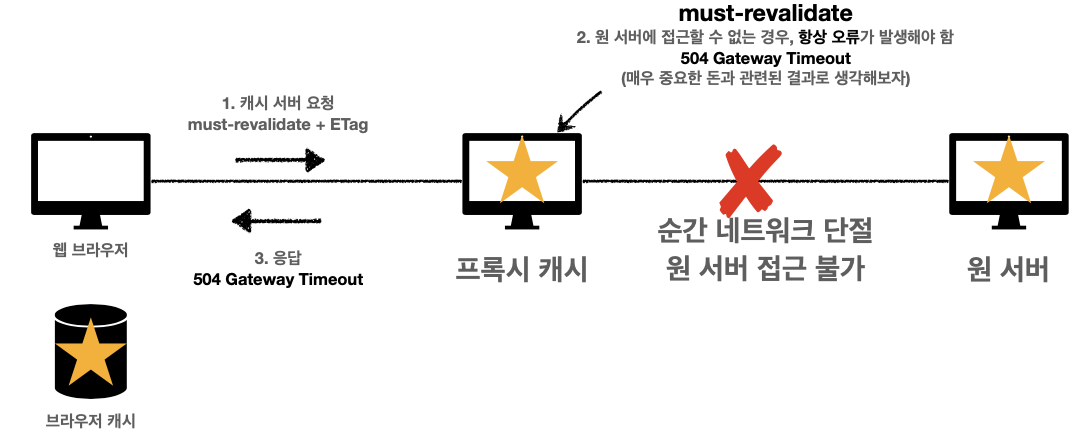 must-revalidate
2. 원 서버에 접근할 수 없는 경우, 항상 오류가 발생해야 함
504 Gateway Timeout
(매우 중요한 돈과 관련된 결과로 생각해보자)
1. 캐시 서버 요청
must-revalidate + ETag
웹 브라우저
3. 응답
504 Gateway Timeout
프록시 캐시
순간 네트워크 단절
원 서버 접근 불가
원 서버
브라우저 캐시